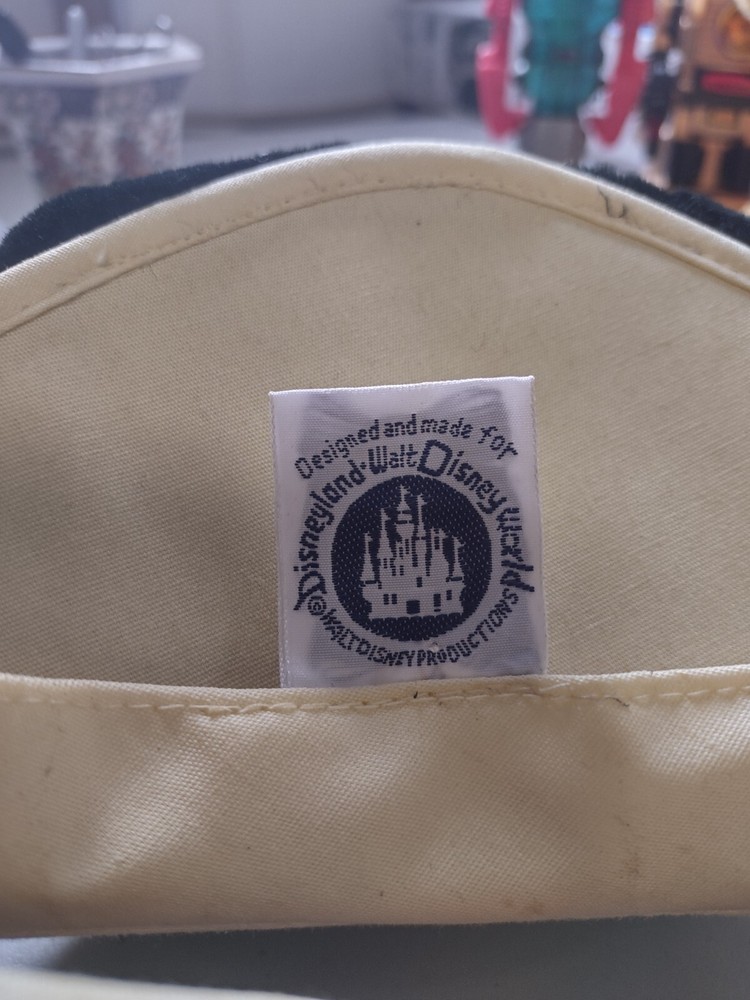 Designed and made for
Disneyland · Walt Disney World
© WALT DISNEY PRODUCTIONS